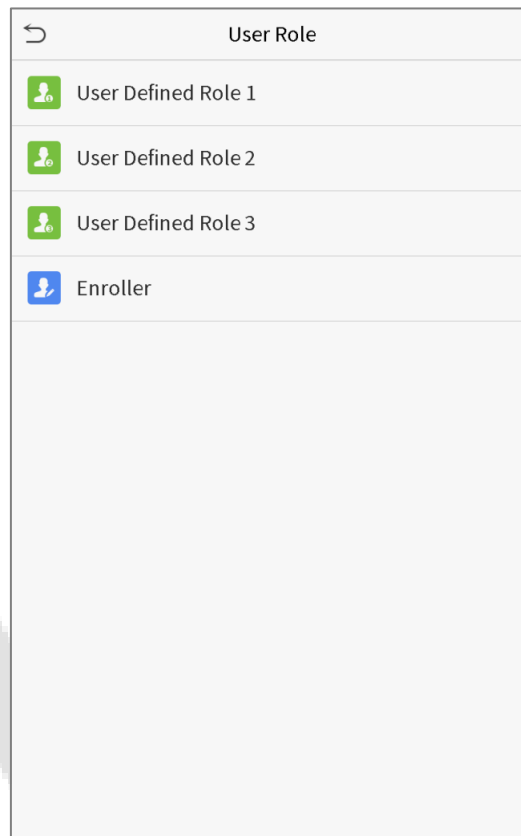 User Role
User Defined Role 1
User Defined Role 2
User Defined Role 3
Enroller